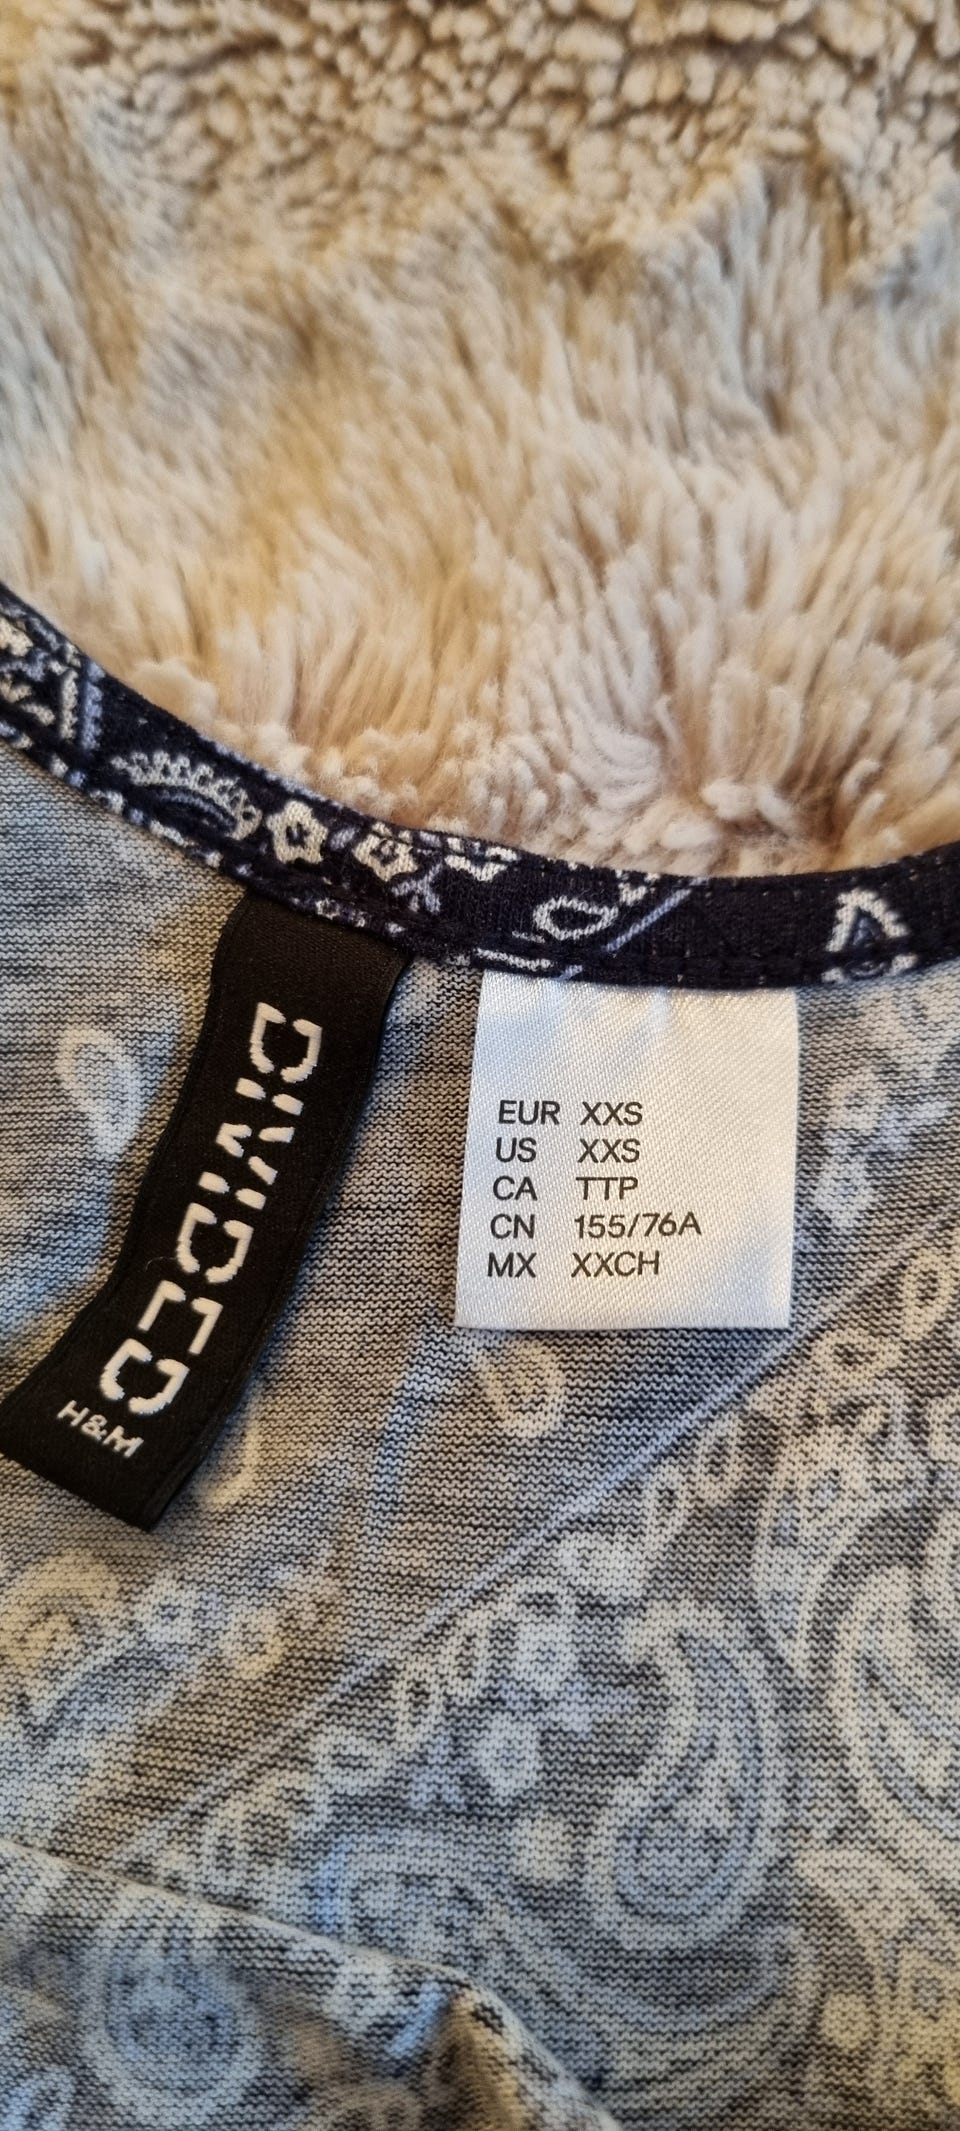 DIVIDED
H&M
EUR XXS
US XXS
CA TTP
CN 155/76A
MX XXCH